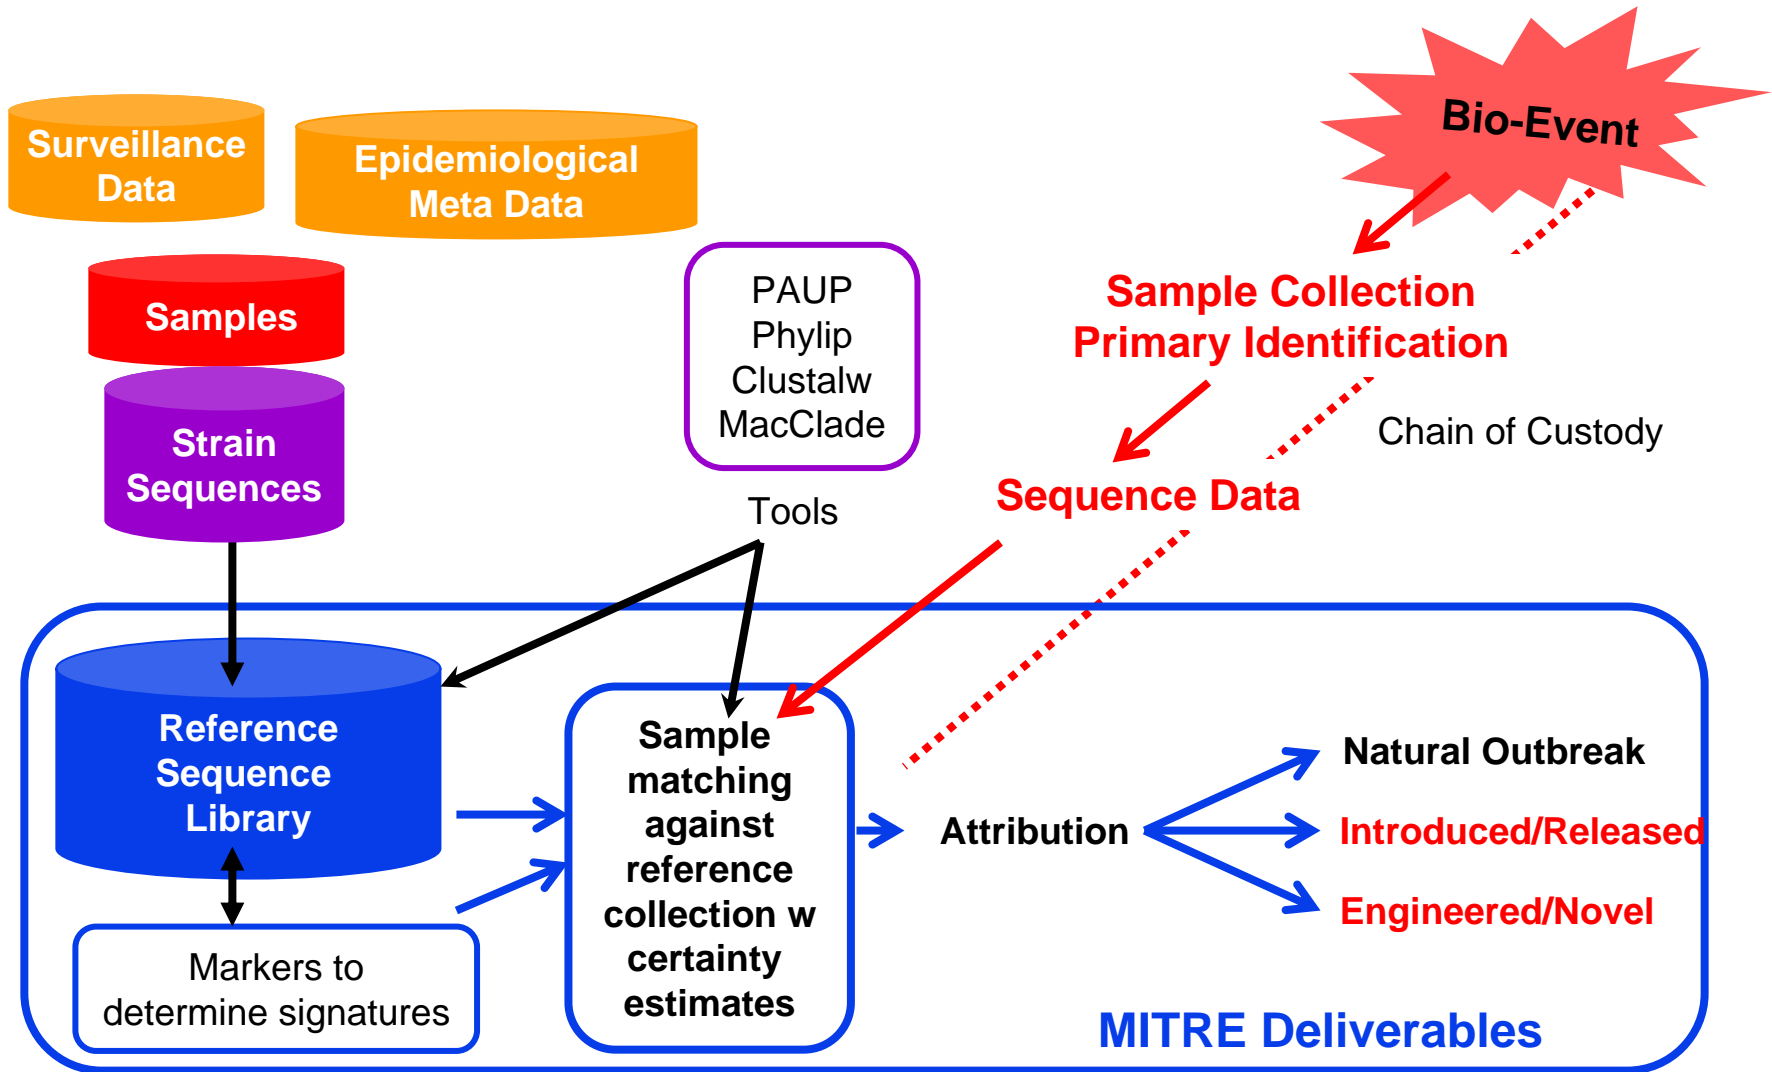 Bio-Event
Surveillance
Data
Epidemiological
Meta Data
Samples
Strain
Sequences
PAUP
Phylip
Clustalw
MacClade
Tools
Sample Collection
Primary Identification
Chain of Custody
Sequence Data
Reference
Sequence
Library
Markers to
determine signatures
Sample
matching
against
reference
collection w
certainty
estimates
Attribution
Natural Outbreak
Introduced/Released
Engineered/Novel
MITRE Deliverables